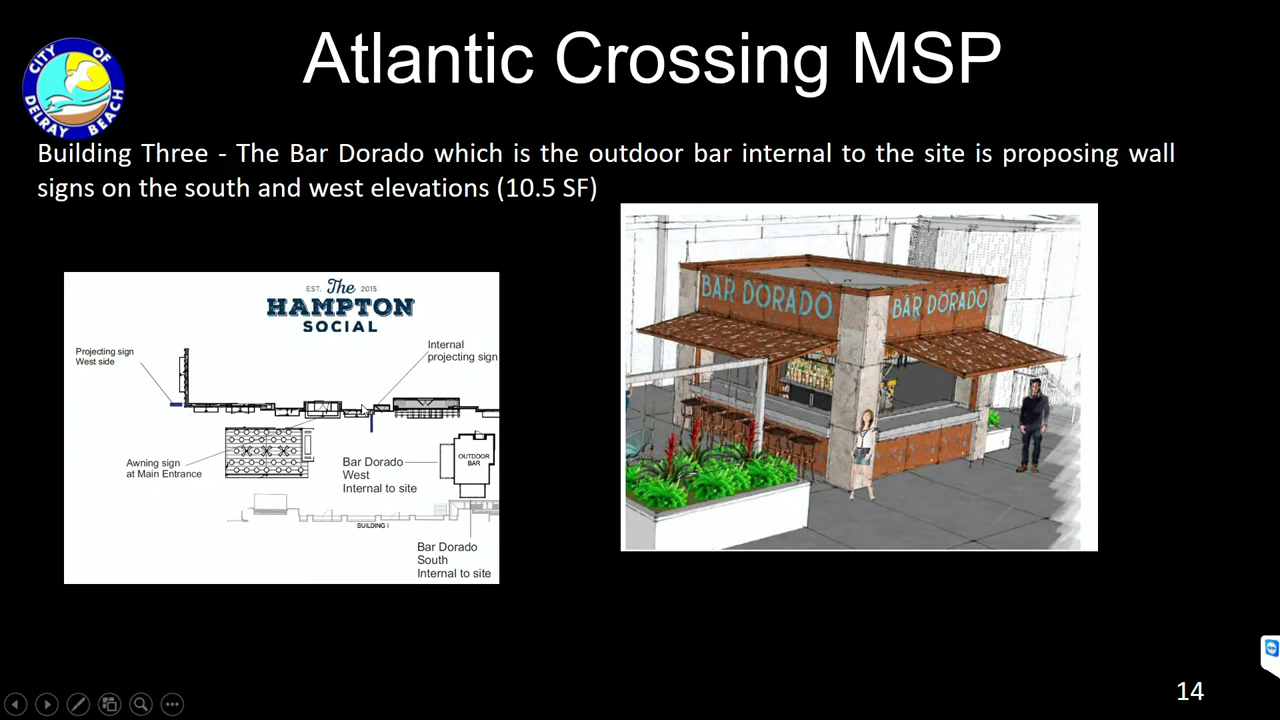 Atlantic Crossing MSP
CITY OF
DELRAY BEACH
Building Three - The Bar Dorado which is the outdoor bar internal to the site is proposing wall
signs on the south and west elevations (10.5 SF)
EST. The 2015
HAMPTON
SOCIAL
Projecting sign
West side
Internal
projecting sign
Awning sign
at Main Entrance
Bar Dorado
West
Internal to site
OUTDOOR
BAR
BUILDING I
Bar Dorado
South
Internal to site
BAR DORADO
BAR DORADO
14